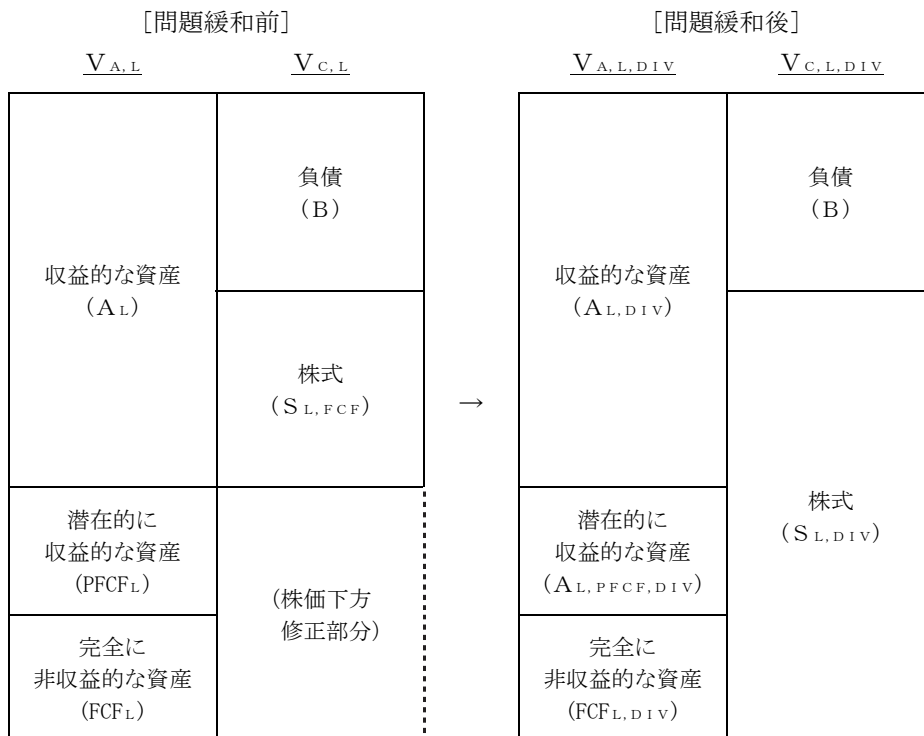 ［問題緩和前］
ＶA,L
ＶC,L
負債
（B）
収益的な資産
（AL）
株式
（SL,FCF）
潜在的に
収益的な資産
（PFCFL）
（株価下方
修正部分）
完全に
非収益的な資産
（FCFL）
→
［問題緩和後］
ＶA,L,DIV
ＶC,L,DIV
負債
（B）
収益的な資産
（AL,DIV）
株式
（SL,DIV）
潜在的に
収益的な資産
（AL,PFCF,DIV）
完全に
非収益的な資産
（FCFL,DIV）